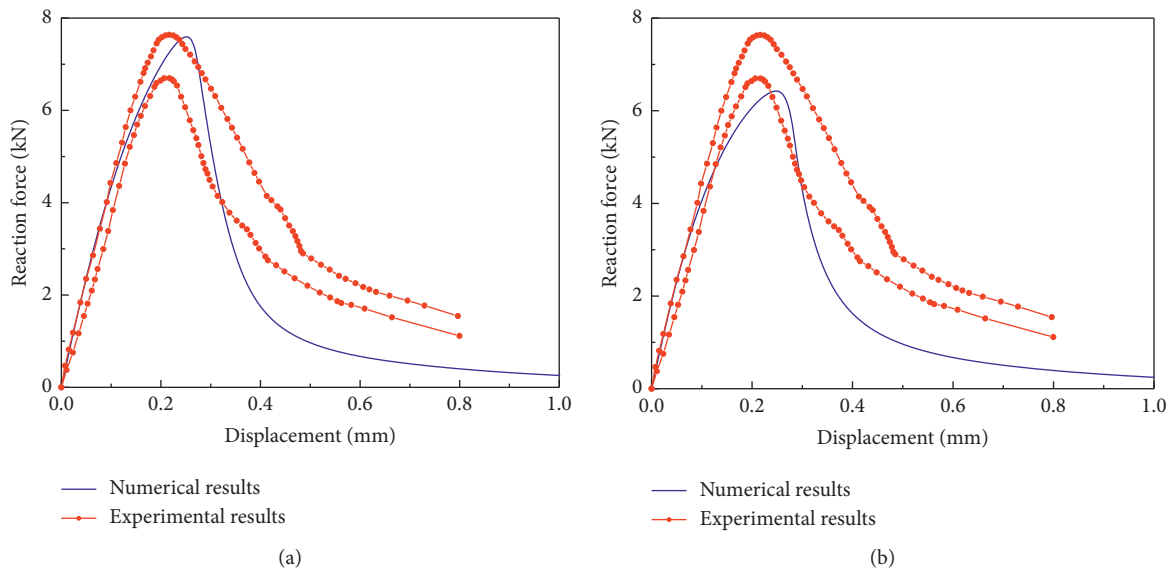 8
6
4
2
0
Reaction force (kN)
0.0 0.2 0.4 0.6 0.8 1.0
Displacement (mm)
Numerical results
Experimental results
(a)
8
6
4
2
0
Reaction force (kN)
0.0 0.2 0.4 0.6 0.8 1.0
Displacement (mm)
Numerical results
Experimental results
(b)